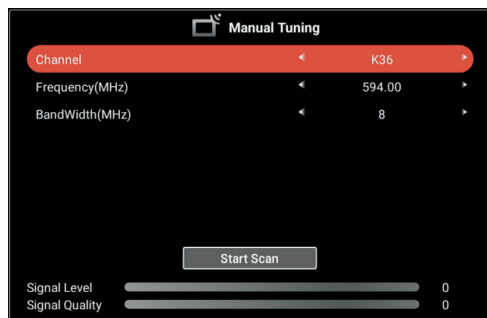 Manual Tuning
Channel K36
Frequency(MHz) 594.00
BandWidth(MHz) 8
Start Scan
Signal Level 0
Signal Quality 0